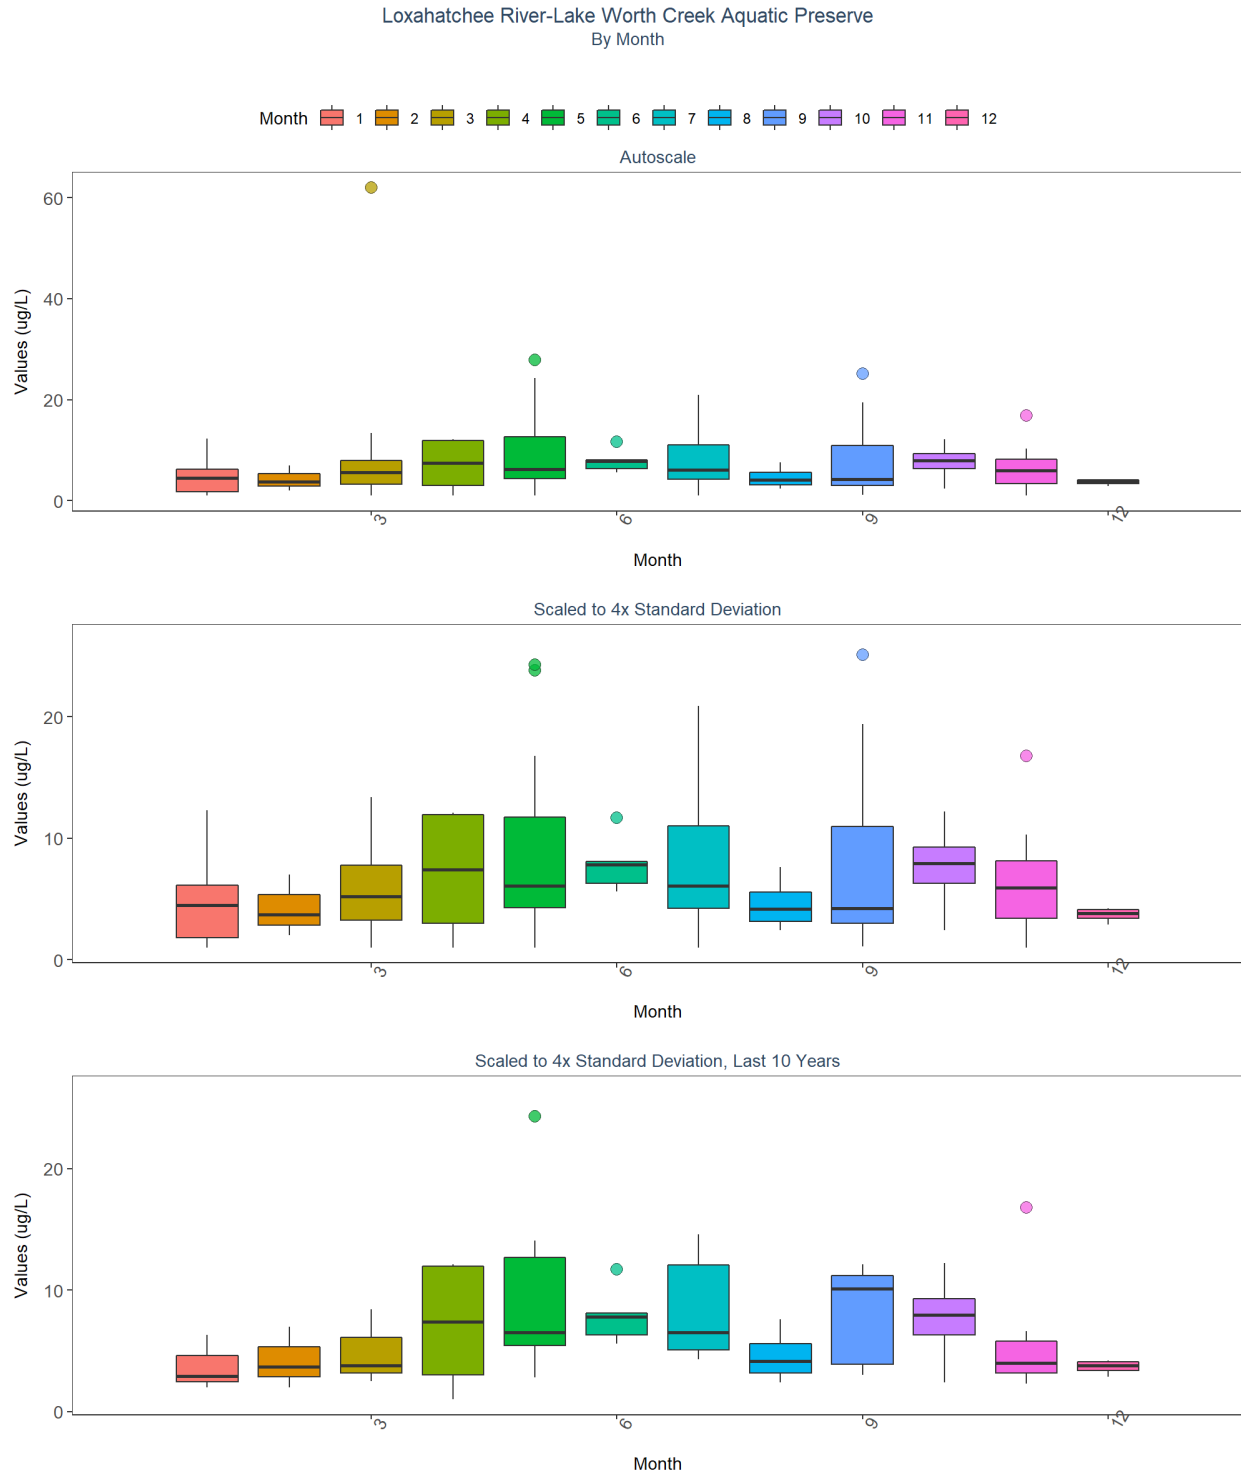 Loxahatchee River-Lake Worth Creek Aquatic Preserve
By Month
Month 1 2 3 4 5 6 7 8 9 10 11 12
Autoscale
Values (ug/L)
60
40
20
0
3 6 9 12
Month
Scaled to 4x Standard Deviation
Values (ug/L)
20
10
0
3 6 9 12
Month
Scaled to 4x Standard Deviation, Last 10 Years
Values (ug/L)
20
10
0
3 6 9 12
Month